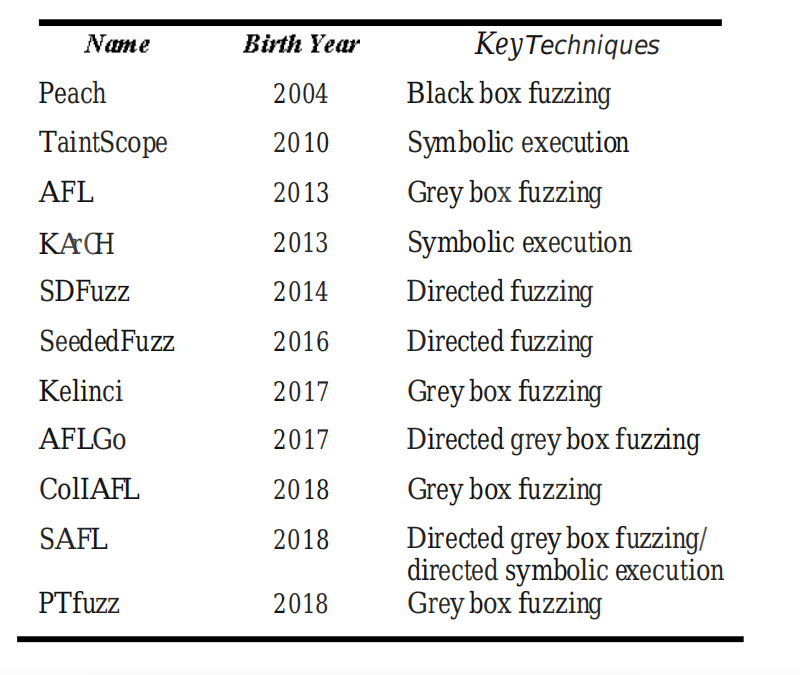 Name Birth Year Key Techniques
Peach 2004 Black box fuzzing
TaintScope 2010 Symbolic execution
AFL 2013 Grey box fuzzing
KArCH 2013 Symbolic execution
SDFuzz 2014 Directed fuzzing
SeededFuzz 2016 Directed fuzzing
Kelinci 2017 Grey box fuzzing
AFLGo 2017 Directed grey box fuzzing
ColIAFL 2018 Grey box fuzzing
SAFL 2018 Directed grey box fuzzing/
directed symbolic execution
PTfuzz 2018 Grey box fuzzing